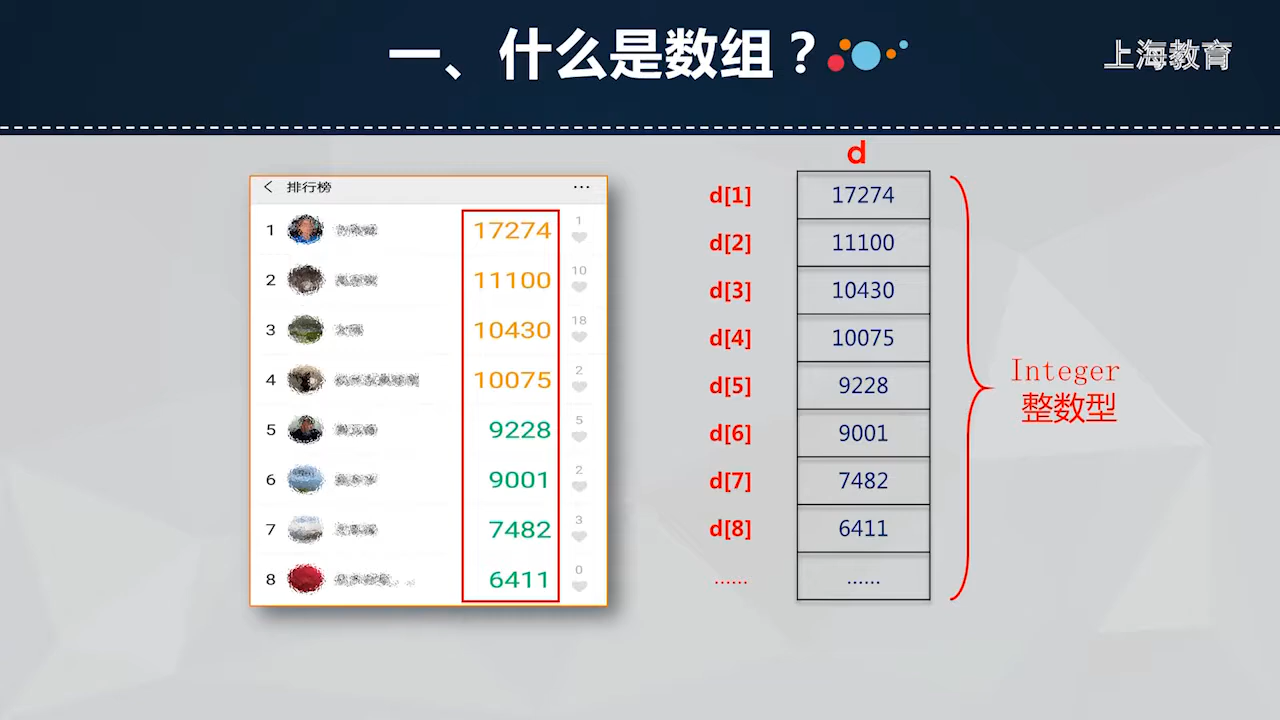 一、什么是数组？
上海教育
排行榜 ...
1 17274 1
2 11100 10
3 10430 18
4 10075 2
5 9228 5
6 9001 2
7 7482 3
8 6411 0
d
d[1] 17274
d[2] 11100
d[3] 10430
d[4] 10075
d[5] 9228
d[6] 9001
d[7] 7482
d[8] 6411
...... ......
Integer
整数型